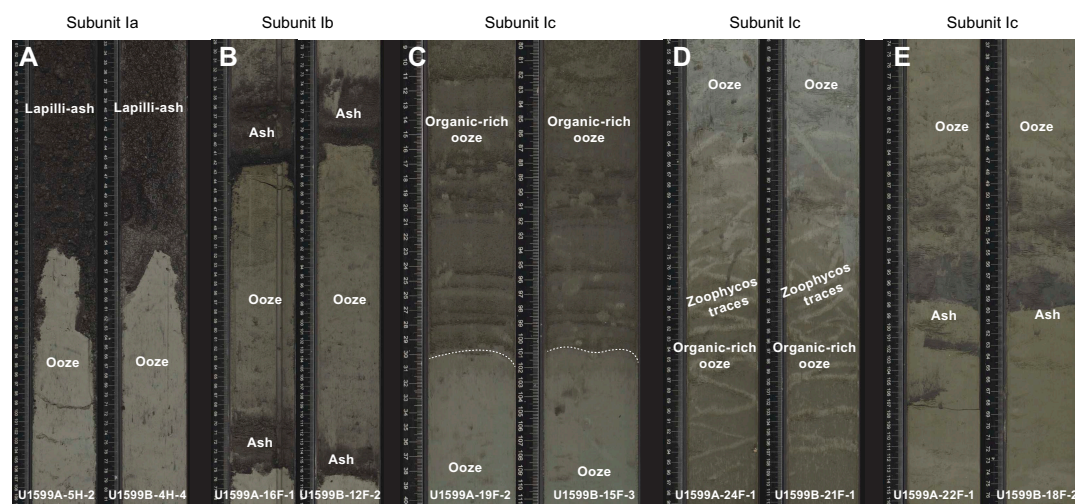 Subunit Ia
Subunit Ib
Subunit Ic
Subunit Ic
Subunit Ic
A
Lapilli-ash
Lapilli-ash
Ooze
Ooze
U1599A-5H-2
U1599B-4H-4
B
Ash
Ash
Ooze
Ooze
Ash
Ash
U1599A-16F-1
U1599B-12F-2
C
Organic-rich
ooze
Organic-rich
ooze
Ooze
Ooze
U1599A-19F-2
U1599B-15F-3
D
Ooze
Ooze
Zoophycos
traces
Zoophycos
traces
Organic-rich
ooze
Organic-rich
ooze
U1599A-24F-1
U1599B-21F-1
E
Ooze
Ooze
Ash
Ash
U1599A-22F-1
U1599B-18F-2